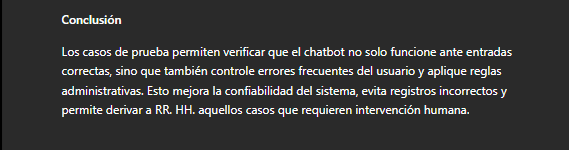 Conclusión
Los casos de prueba permiten verificar que el chatbot no solo funcione ante entradas
correctas, sino que también controle errores frecuentes del usuario y aplique reglas
administrativas. Esto mejora la confiabilidad del sistema, evita registros incorrectos y
permite derivar a RR. HH. aquellos casos que requieren intervención humana.